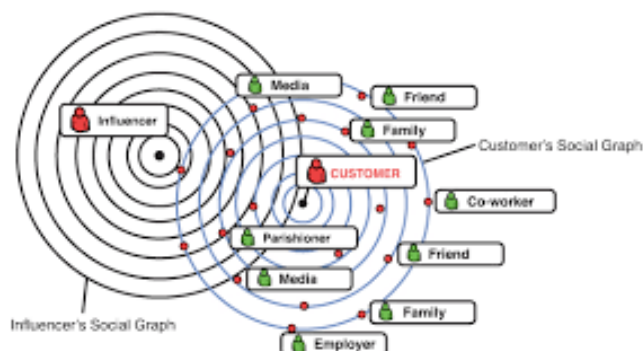 Media
Friend
Influencer
Family
Customer's Social Graph
CUSTOMER
Co-worker
Parishioner
Friend
Media
Family
Influencer's Social Graph
Employer